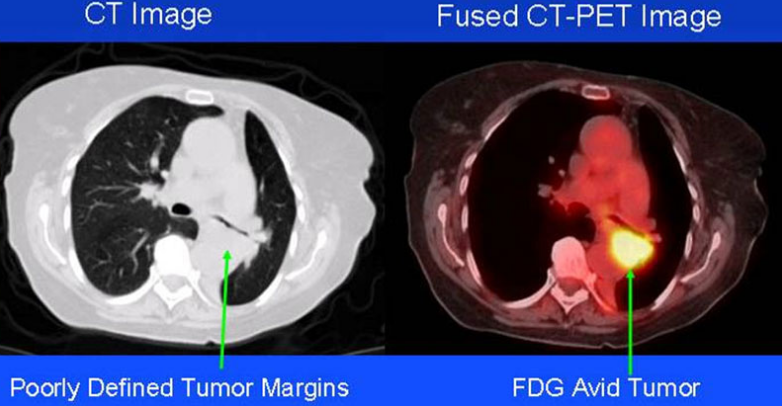 CT Image
Fused CT-PET Image
Poorly Defined Tumor Margins
FDG Avid Tumor